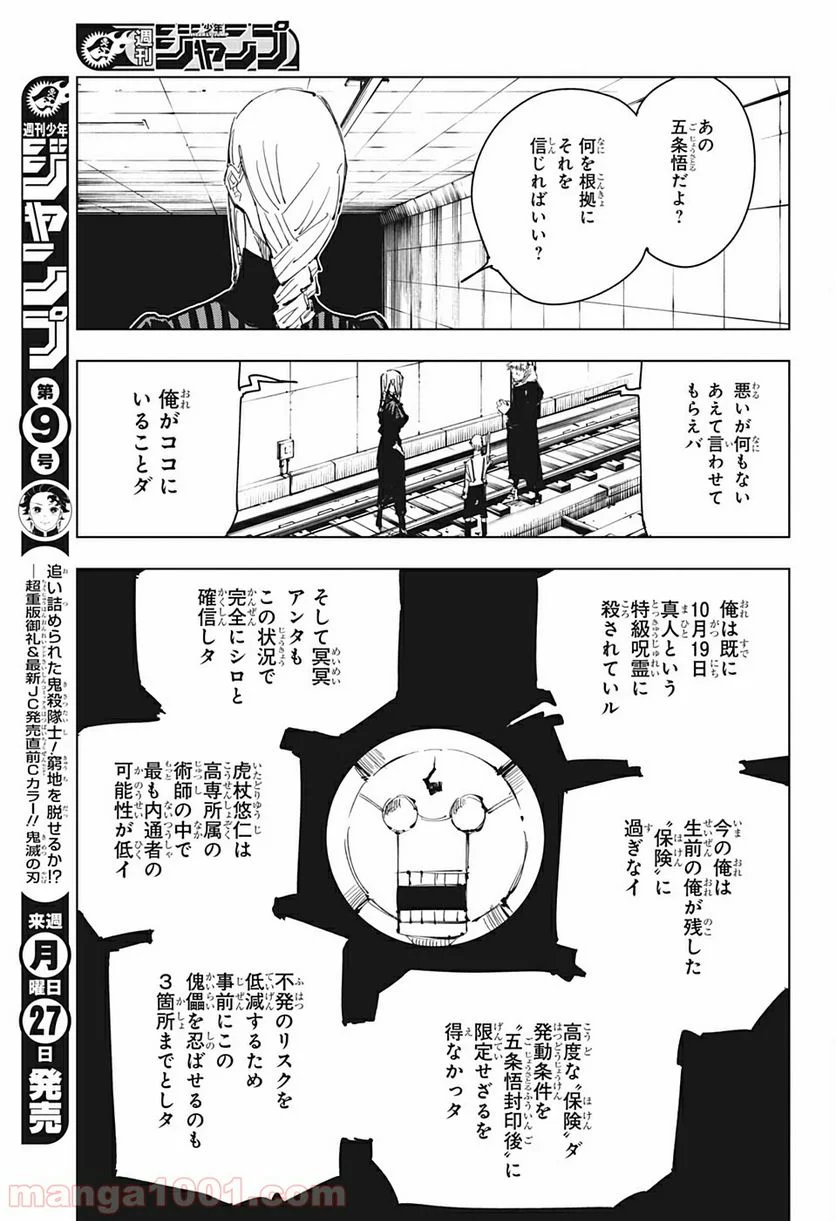 週刊
少年
ジャンプ
あの
五条悟だよ?
何を根拠に
それを
信じればいい?
悪いが何もない
あえて言わせて
もらえバ
俺がココに
いることダ
俺は既に
10月19日
真人という
特級呪霊に
殺されていル
今の俺は
生前の俺が残した
“保険”に
過ぎなイ
そして冥冥
アンタも
この状況で
完全にシロと
確信しタ
虎杖悠仁は
高専所属の
術師の中で
最も内通者の
可能性が低イ
高度な“保険”ダ
発動条件を
“五条悟封印後”に
限定せざるを
得なかっタ
不発のリスクを
低減するため
事前にこの
傀儡を忍ばせるのも
3箇所までとしタ
週刊少年
ジャンプ
第
9
号
追い詰められた鬼殺隊士!窮地を脱せるか!?
―超重版御礼&最新JC発売直前Cカラー!!鬼滅の刃
来週
月
曜日
27
日
発売
manga1001.com